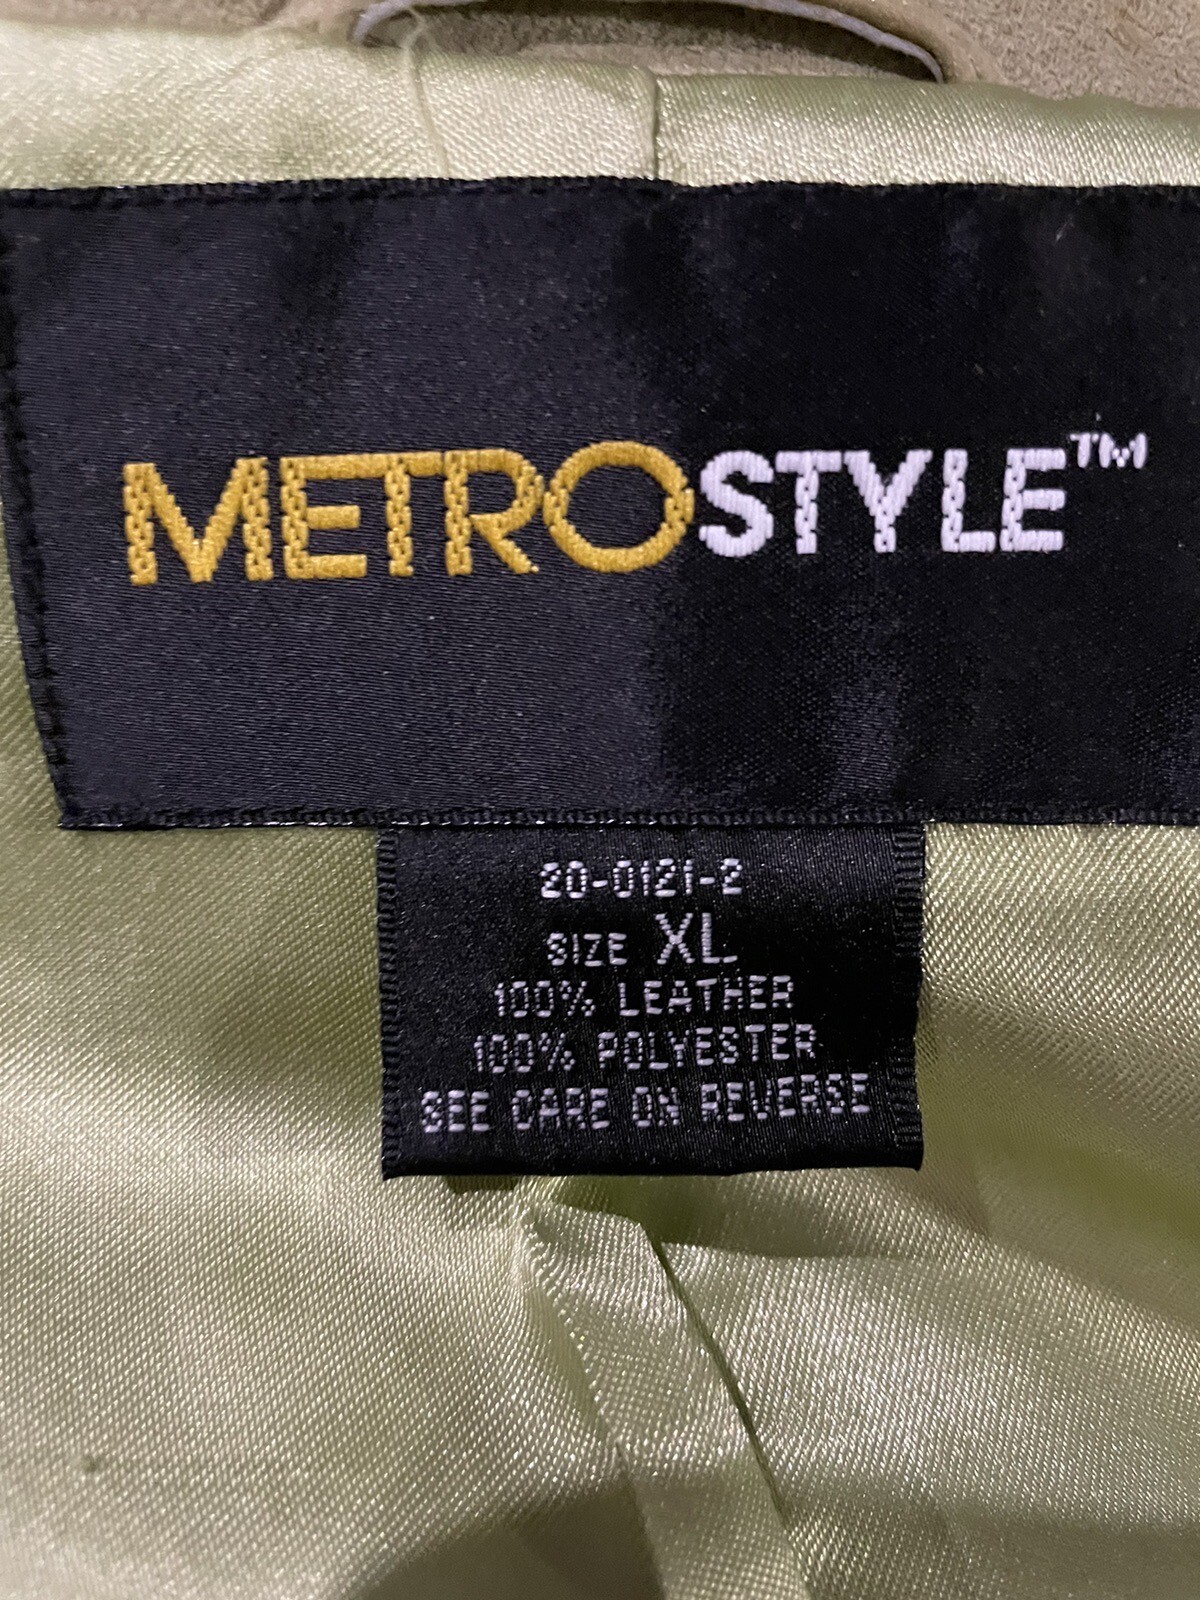 METROSTYLE™
20-0121-2
SIZE XL
100% LEATHER
100% POLYESTER
SEE CARE ON REVERSE